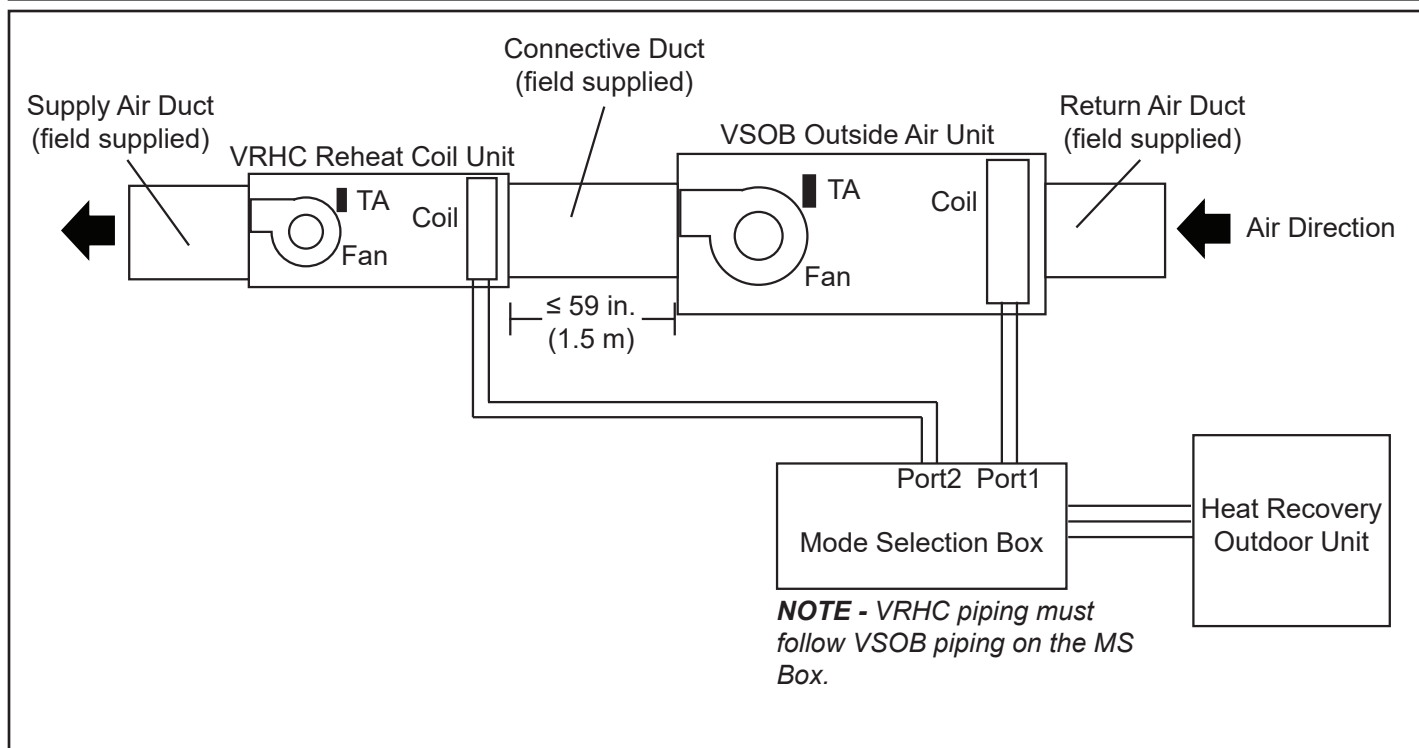 Connective Duct
(field supplied)
Supply Air Duct
(field supplied)
Return Air Duct
(field supplied)
VRHC Reheat Coil Unit
VSOB Outside Air Unit
TA
Coil
Fan
TA
Coil
Fan
Air Direction
≤ 59 in.
(1.5 m)
Port2 Port1
Mode Selection Box
Heat Recovery
Outdoor Unit
NOTE - VRHC piping must
follow VSOB piping on the MS
Box.